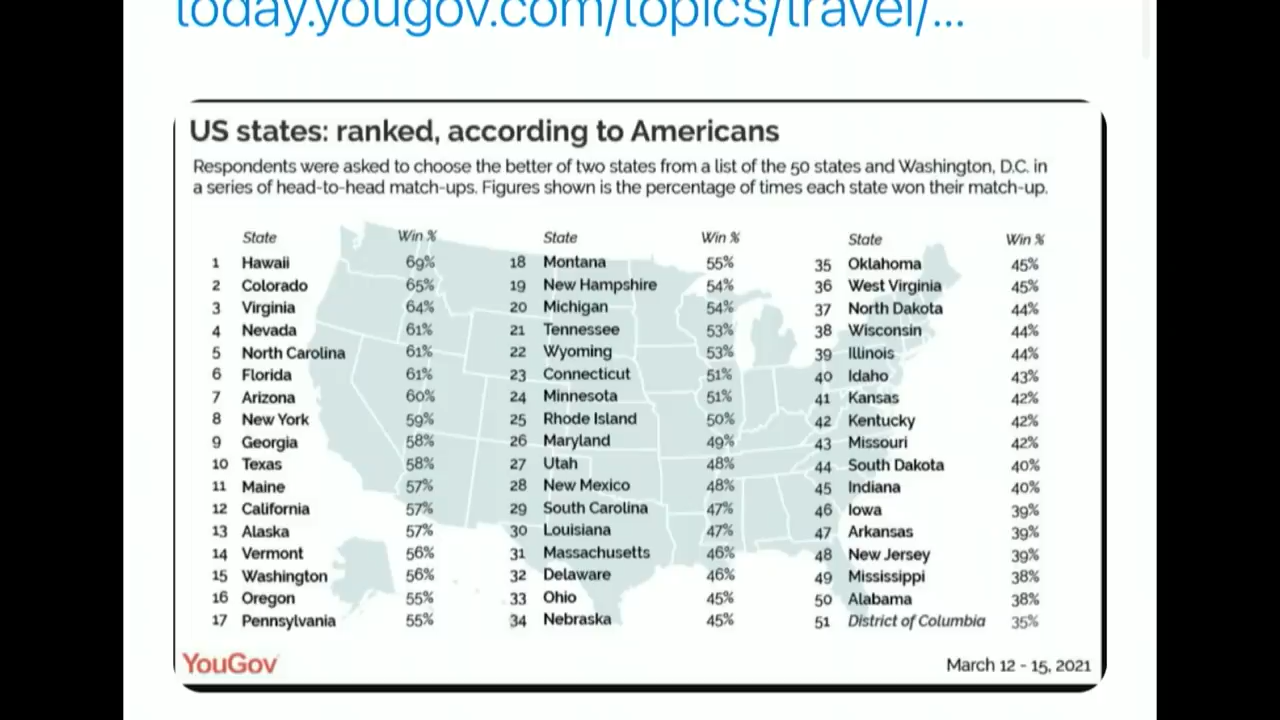 today.yougov.com/topics/travel/...
US states: ranked, according to Americans
Respondents were asked to choose the better of two states from a list of the 50 states and Washington, D.C. in
a series of head-to-head match-ups. Figures shown is the percentage of times each state won their match-up.
State Win %
1 Hawaii 69%
2 Colorado 65%
3 Virginia 64%
4 Nevada 61%
5 North Carolina 61%
6 Florida 61%
7 Arizona 60%
8 New York 59%
9 Georgia 58%
10 Texas 58%
11 Maine 57%
12 California 57%
13 Alaska 57%
14 Vermont 56%
15 Washington 56%
16 Oregon 55%
17 Pennsylvania 55%
State Win %
18 Montana 55%
19 New Hampshire 54%
20 Michigan 54%
21 Tennessee 53%
22 Wyoming 53%
23 Connecticut 51%
24 Minnesota 51%
25 Rhode Island 50%
26 Maryland 49%
27 Utah 48%
28 New Mexico 48%
29 South Carolina 47%
30 Louisiana 47%
31 Massachusetts 46%
32 Delaware 46%
33 Ohio 45%
34 Nebraska 45%
State Win %
35 Oklahoma 45%
36 West Virginia 45%
37 North Dakota 44%
38 Wisconsin 44%
39 Illinois 44%
40 Idaho 43%
41 Kansas 42%
42 Kentucky 42%
43 Missouri 42%
44 South Dakota 40%
45 Indiana 40%
46 Iowa 39%
47 Arkansas 39%
48 New Jersey 39%
49 Mississippi 38%
50 Alabama 38%
51 District of Columbia 35%
YouGov
March 12 - 15, 2021